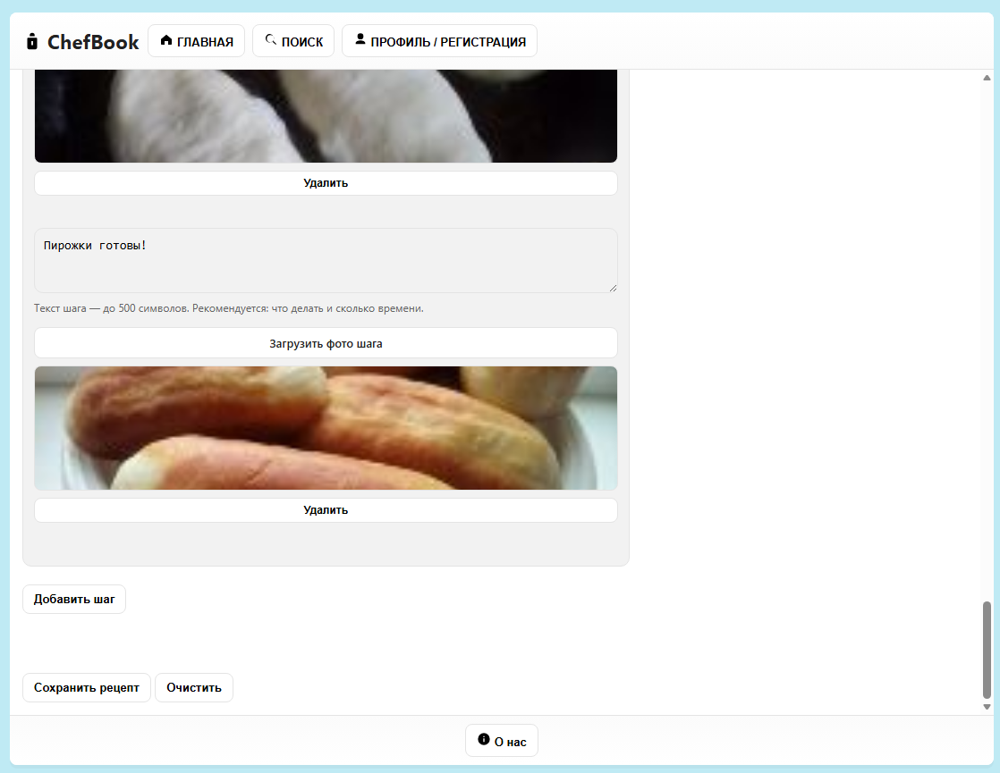 ChefBook
ГЛАВНАЯ
ПОИСК
ПРОФИЛЬ / РЕГИСТРАЦИЯ
Удалить
Пирожки готовы!
Текст шага — до 500 символов. Рекомендуется: что делать и сколько времени.
Загрузить фото шага
Удалить
Добавить шаг
Сохранить рецепт
Очистить
О нас